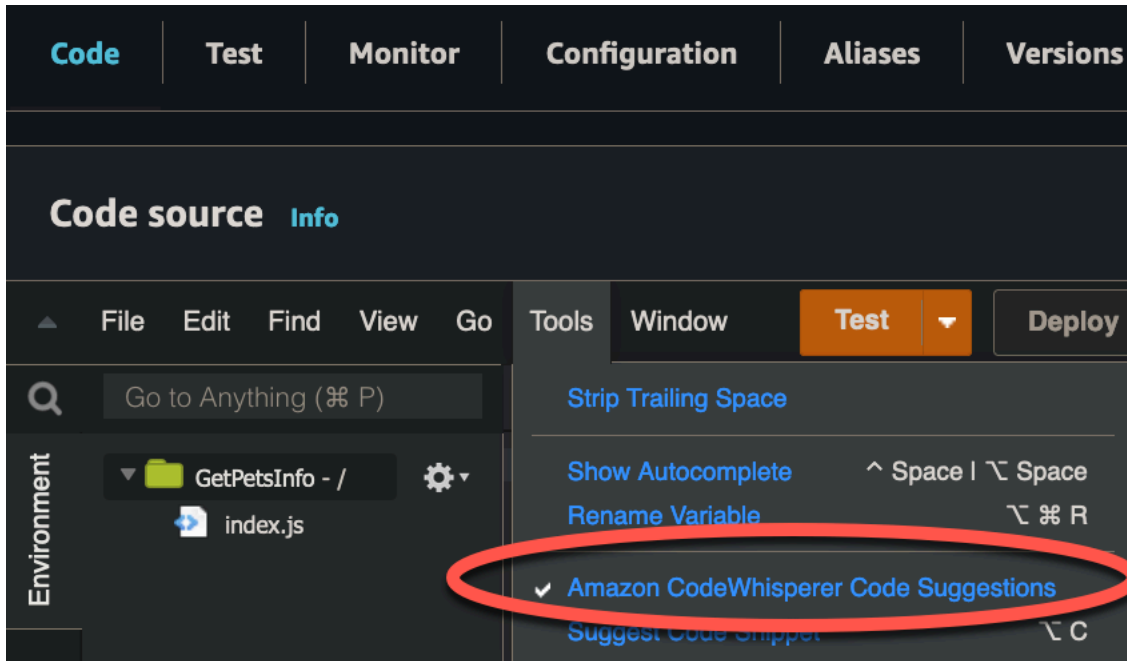 Code Test Monitor Configuration Aliases Versions
Code source Info
File Edit Find View Go Tools Window Test Deploy
Go to Anything (⌘ P)
Strip Trailing Space
Environment
GetPetsInfo - /
Show Autocomplete ^ Space | ⌥ Space
index.js
Rename Variable ⌥ ⌘ R
Amazon CodeWhisperer Code Suggestions
Suggest Code Snippet ⌥ C